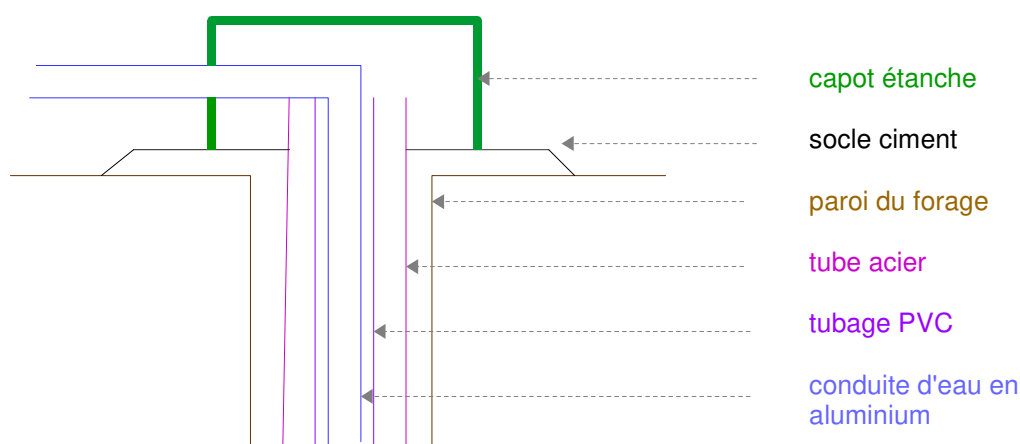 capot étanche
socle ciment
paroi du forage
tube acier
tubage PVC
conduite d'eau en
aluminium